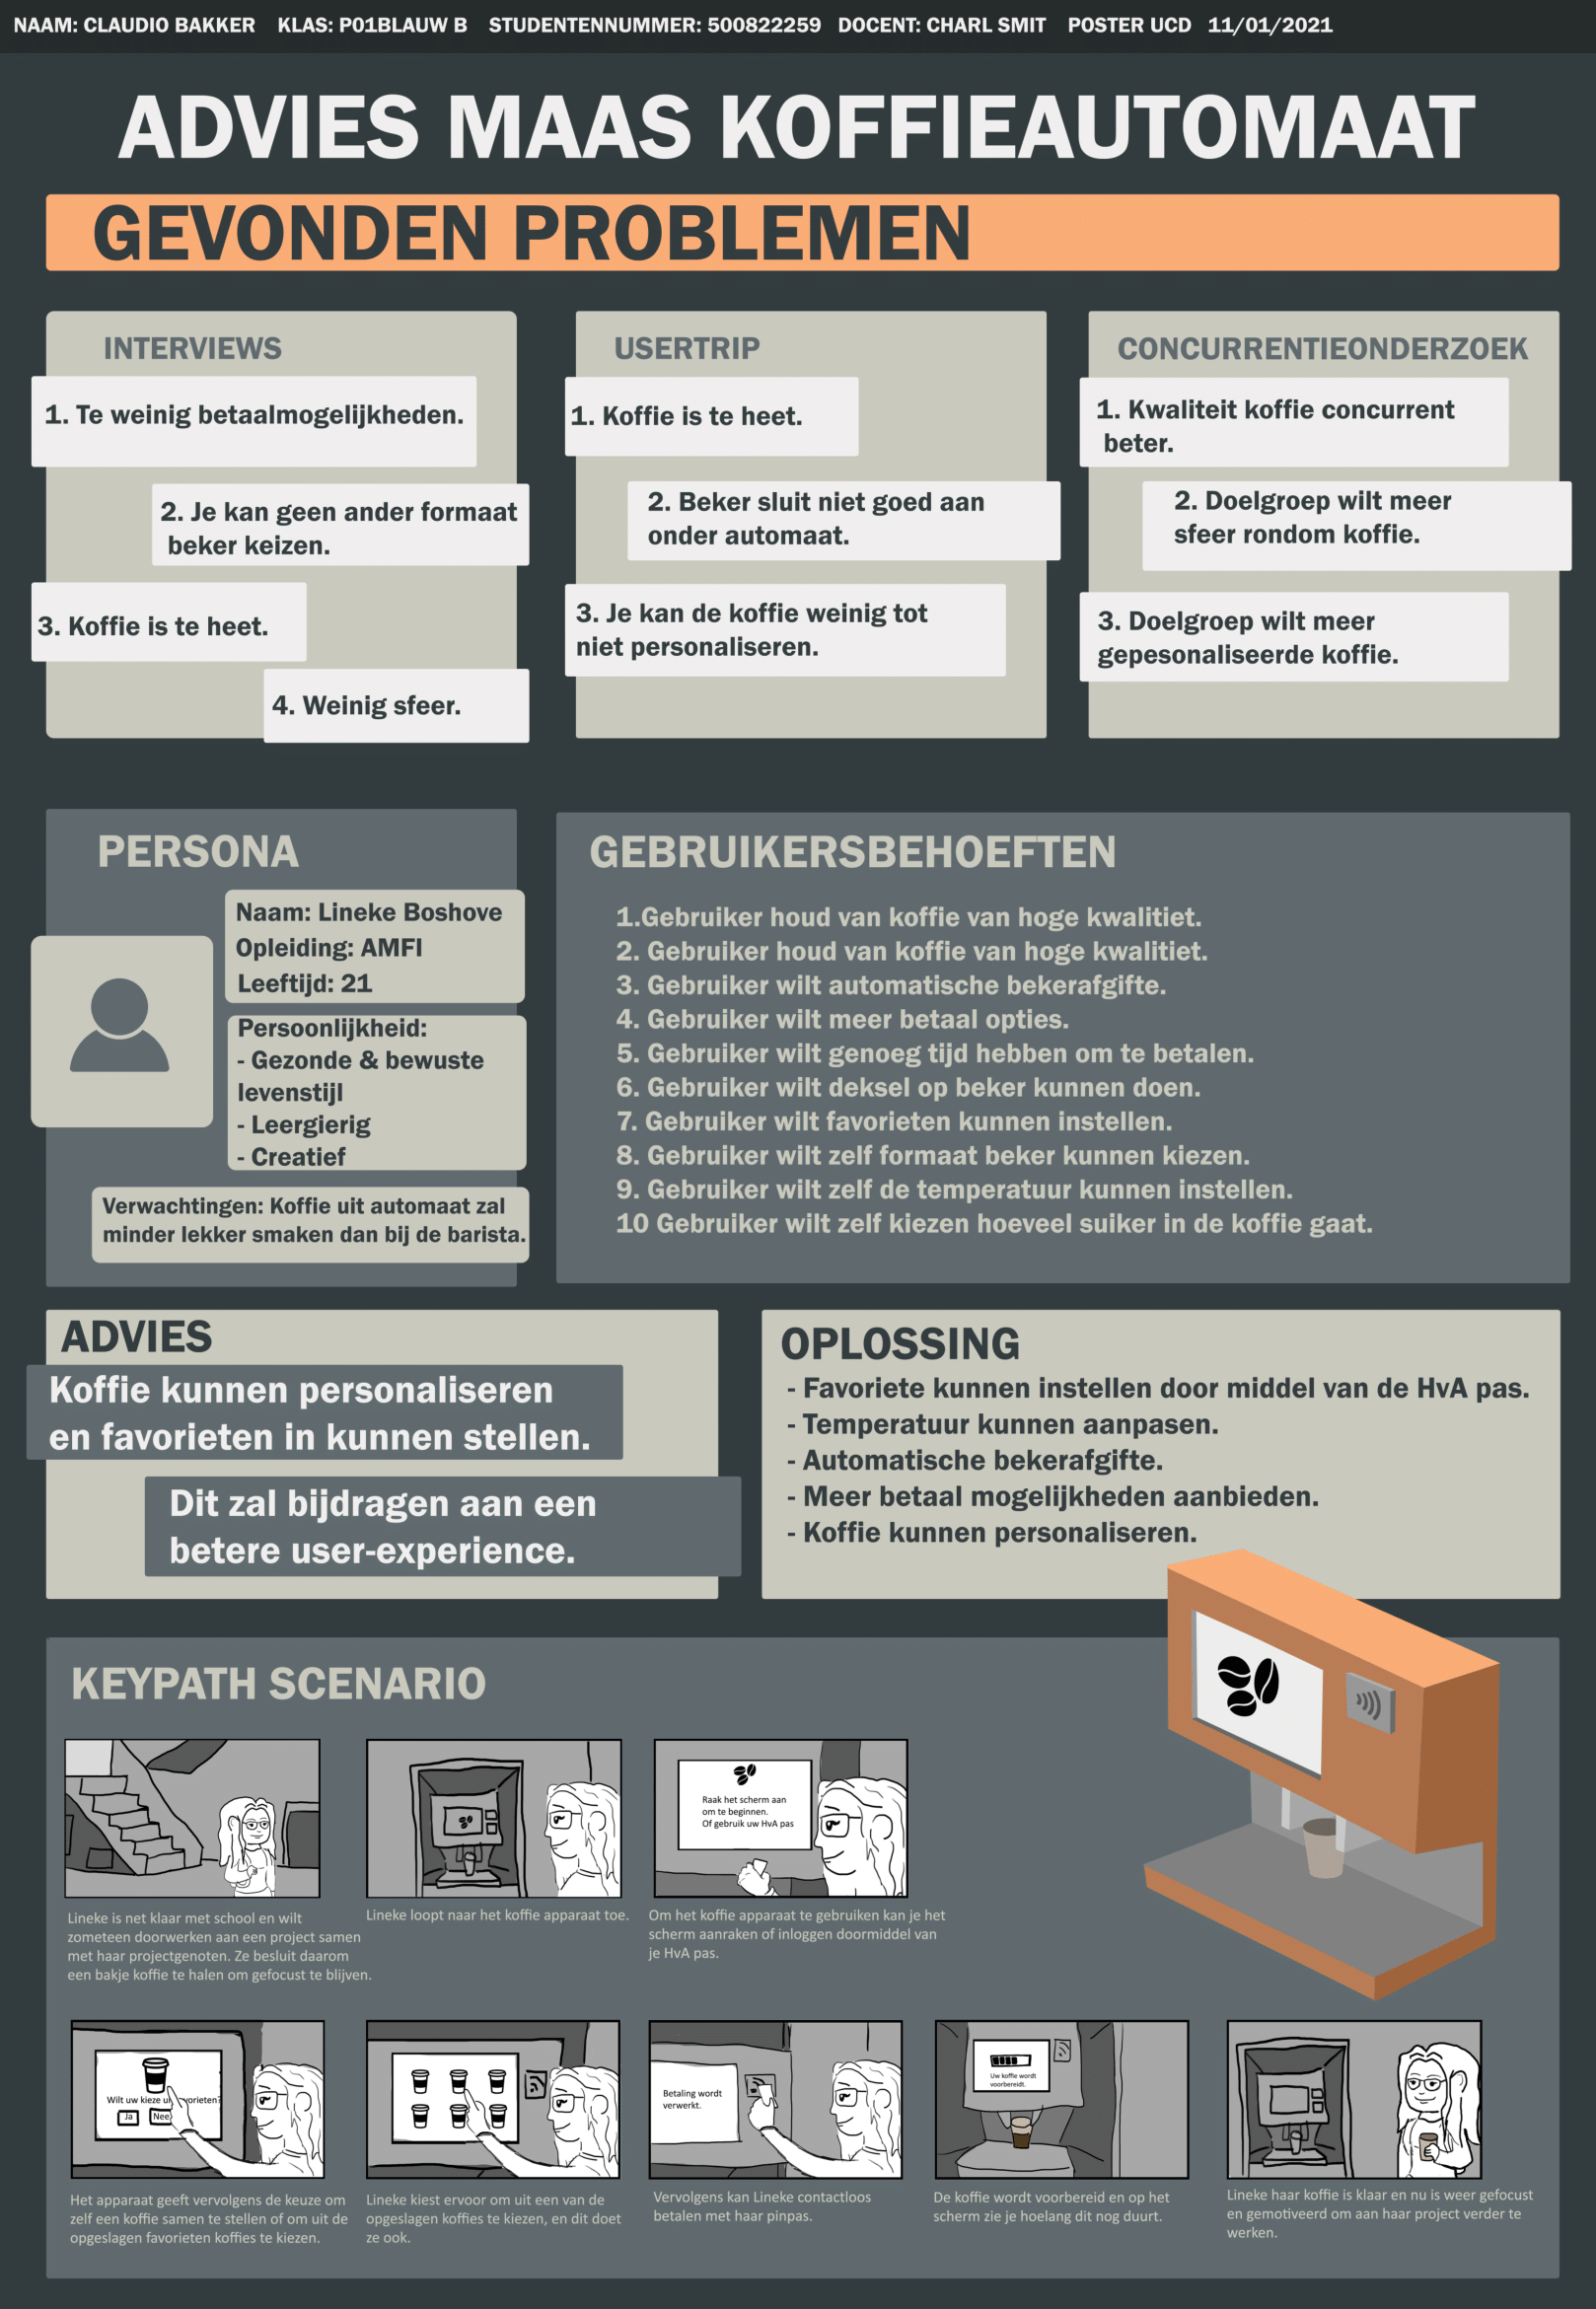 NAAM: CLAUDIO BAKKER KLAS: P01BLAUW B STUDENTENNUMMER: 500822259 DOCENT: CHARL SMIT POSTER UCD 11/01/2021
ADVIES MAAS KOFFIEAUTOMAAT
GEVONDEN PROBLEMEN
INTERVIEWS
1. Te weinig betaalmogelijkheden.
2. Je kan geen ander formaat
beker keizen.
3. Koffie is te heet.
4. Weinig sfeer.
USERTRIP
1. Koffie is te heet.
2. Beker sluit niet goed aan
onder automaat.
3. Je kan de koffie weinig tot
niet personaliseren.
CONCURRENTIEONDERZOEK
1. Kwaliteit koffie concurrent
beter.
2. Doelgroep wilt meer
sfeer rondom koffie.
3. Doelgroep wilt meer
gepesonaliseerde koffie.
PERSONA
Naam: Lineke Boshove
Opleiding: AMFI
Leeftijd: 21
Persoonlijkheid:
- Gezonde & bewuste
levenstijl
- Leergierig
- Creatief
Verwachtingen: Koffie uit automaat zal
minder lekker smaken dan bij de barista.
GEBRUIKERSBEHOEFTEN
1.Gebruiker houd van koffie van hoge kwalitiet.
2. Gebruiker houd van koffie van hoge kwalitiet.
3. Gebruiker wilt automatische bekerafgifte.
4. Gebruiker wilt meer betaal opties.
5. Gebruiker wilt genoeg tijd hebben om te betalen.
6. Gebruiker wilt deksel op beker kunnen doen.
7. Gebruiker wilt favorieten kunnen instellen.
8. Gebruiker wilt zelf formaat beker kunnen kiezen.
9. Gebruiker wilt zelf de temperatuur kunnen instellen.
10 Gebruiker wilt zelf kiezen hoeveel suiker in de koffie gaat.
ADVIES
Koffie kunnen personaliseren
en favorieten in kunnen stellen.
Dit zal bijdragen aan een
betere user-experience.
OPLOSSING
- Favoriete kunnen instellen door middel van de HvA pas.
- Temperatuur kunnen aanpasen.
- Automatische bekerafgifte.
- Meer betaal mogelijkheden aanbieden.
- Koffie kunnen personaliseren.
KEYPATH SCENARIO
Lineke is net klaar met school en wilt
zometeen doorwerken aan een project samen
met haar projectgenoten. Ze besluit daarom
een bakje koffie te halen om gefocust te blijven.
Lineke loopt naar het koffie apparaat toe.
Raak het scherm aan
om te beginnen.
Of gebruik uw HvA pas
Om het koffie apparaat te gebruiken kan je het
scherm aanraken of inloggen doormiddel van
je HvA pas.
Wilt uw kieze ui vorieten?
Ja Nee
Het apparaat geeft vervolgens de keuze om
zelf een koffie samen te stellen of om uit de
opgeslagen favorieten koffies te kiezen.
Lineke kiest ervoor om uit een van de
opgeslagen koffies te kiezen, en dit doet
ze ook.
Betaling wordt
verwerkt.
Vervolgens kan Lineke contactloos
betalen met haar pinpas.
Uw koffie wordt
voorbereidt.
De koffie wordt voorbereid en op het
scherm zie je hoelang dit nog duurt.
Lineke haar koffie is klaar en nu is weer gefocust
en gemotiveerd om aan haar project verder te
werken.